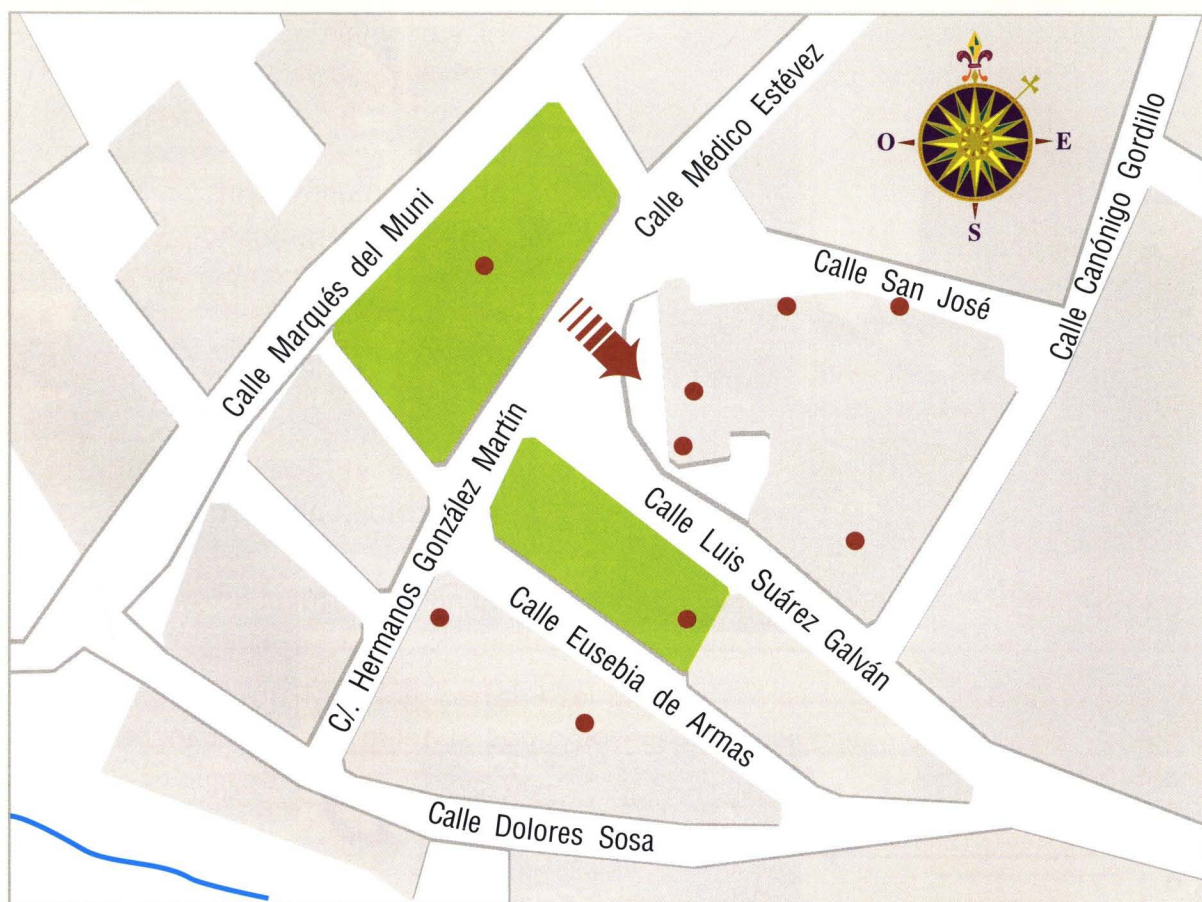 Calle Médico Estévez
Calle Canónigo Gordillo
O
E
S
Calle Marqués del Muni
Calle San José
C/. Hermanos González Martín
Calle Luis Suárez Galván
Calle Eusebia de Armas
Calle Dolores Sosa